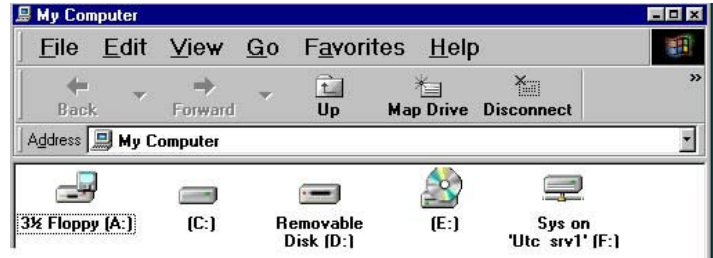 My Computer
File Edit View Go Favorites Help
Back Forward Up Map Drive Disconnect »
Address My Computer
3½ Floppy (A:) (C:) Removable Disk (D:) (E:) Sys on 'Utc_srv1' (F:)